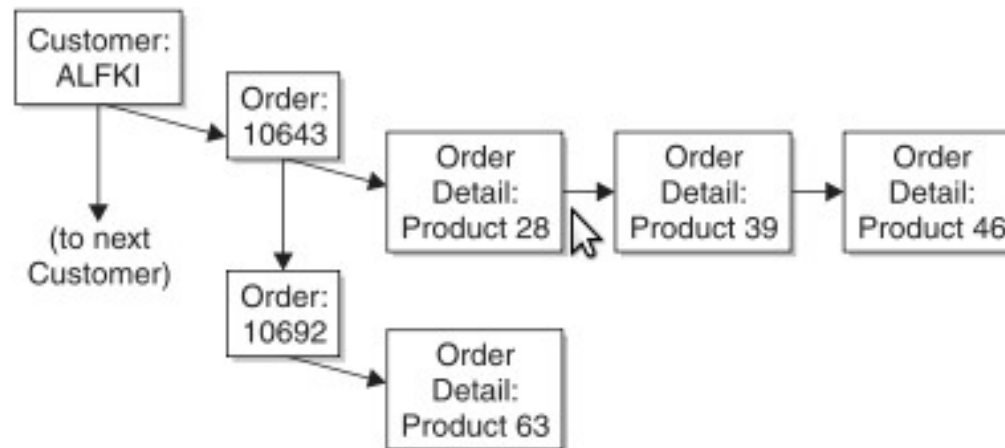 Customer:
ALFKI
Order:
10643
Order
Detail:
Product 28
Order
Detail:
Product 39
Order
Detail:
Product 46
(to next
Customer)
Order:
10692
Order
Detail:
Product 63